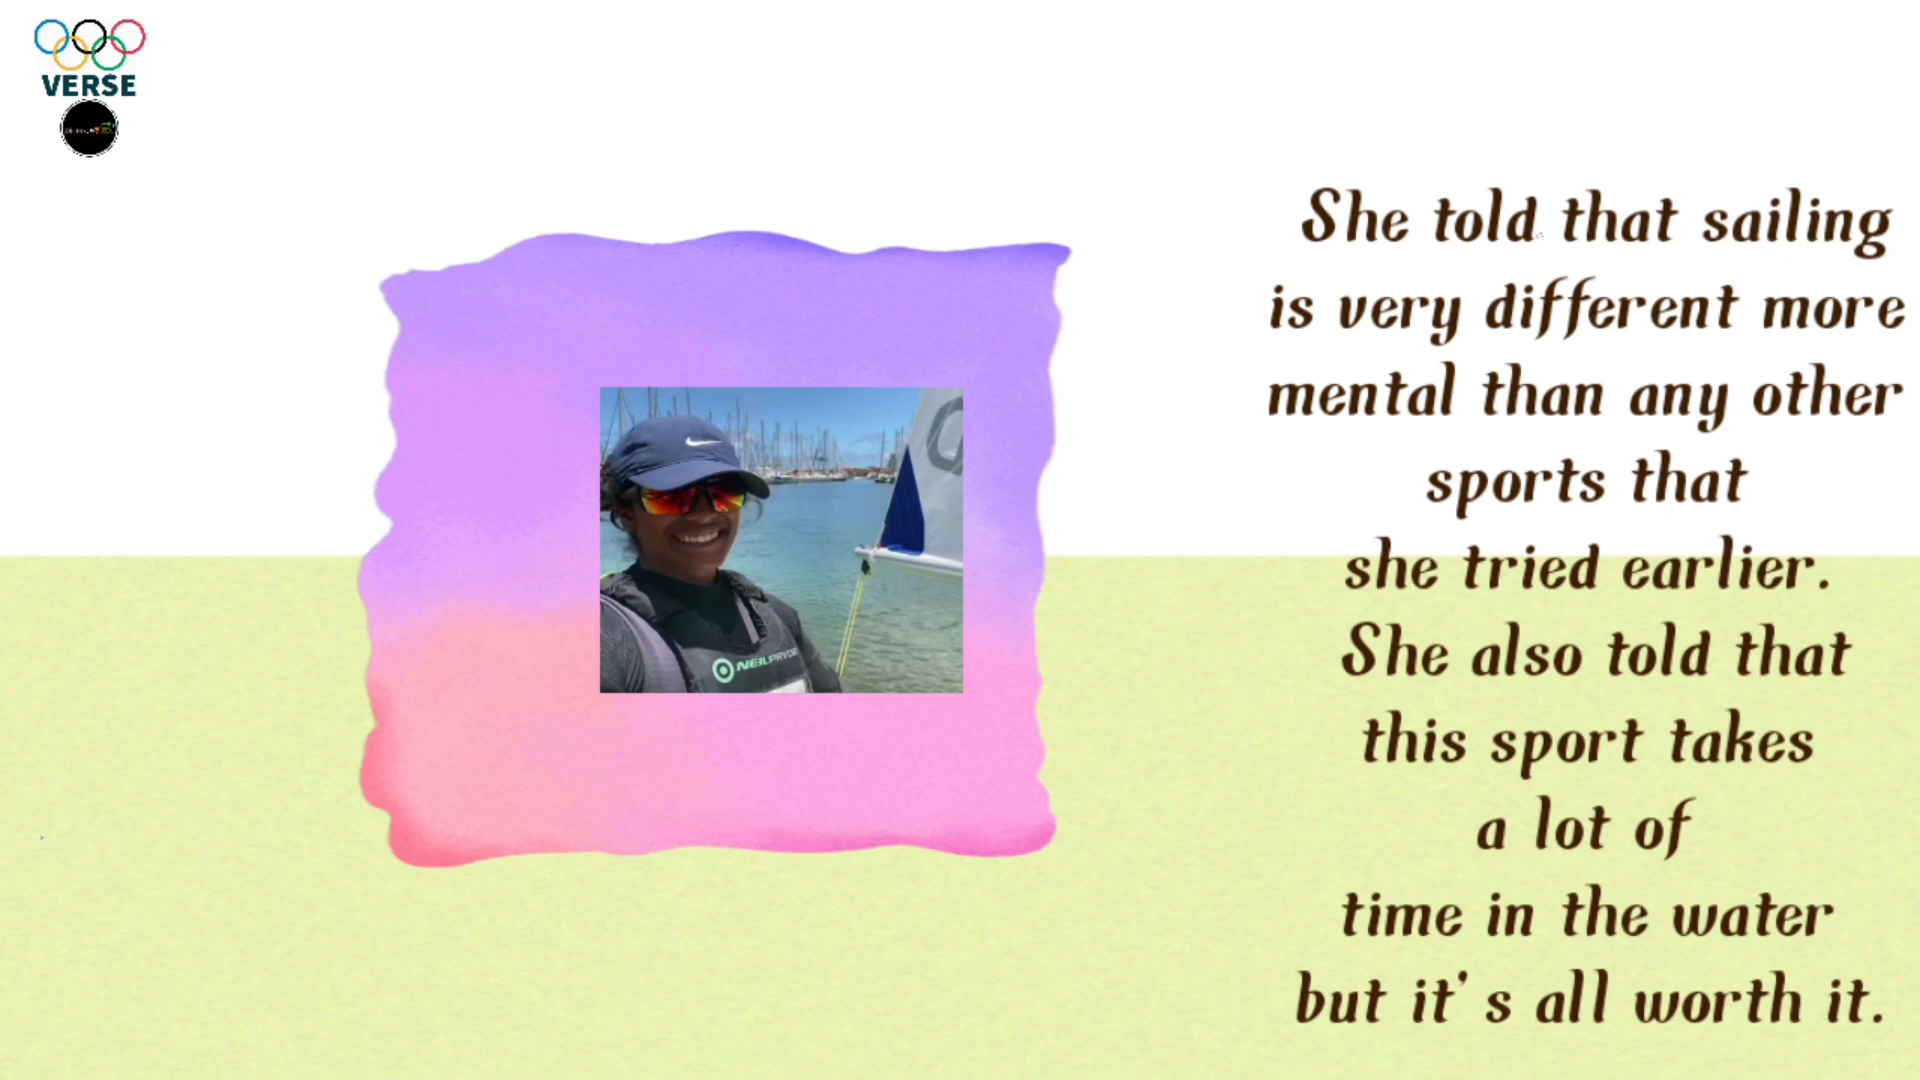 VERSE
She told that sailing
is very different more
mental than any other
sports that
she tried earlier.
She also told that
this sport takes
a lot of
time in the water
but it's all worth it.
NEILPRYDE